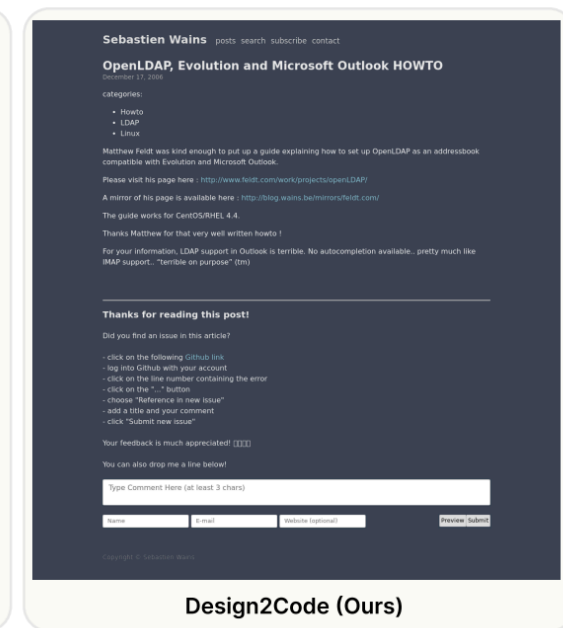 Sebastien Wains posts search subscribe contact
OpenLDAP, Evolution and Microsoft Outlook HOWTO
December 17, 2006
categories:
• Howto
• LDAP
• Linux
Matthew Feldt was kind enough to put up a guide explaining how to set up OpenLDAP as an addressbook
compatible with Evolution and Microsoft Outlook.
Please visit his page here : http://www.feldt.com/work/projects/openLDAP/
A mirror of his page is available here : http://blog.wains.be/mirrors/feldt.com/
The guide works for CentOS/RHEL 4.4.
Thanks Matthew for that very well written howto !
For your information, LDAP support in Outlook is terrible. No autocompletion available.. pretty much like
IMAP support.. "terrible on purpose" (tm)
Thanks for reading this post!
Did you find an issue in this article?
- click on the following Github link
- log into Github with your account
- click on the line number containing the error
- click on the "..." button
- choose "Reference in new issue"
- add a title and your comment
- click "Submit new issue"
Your feedback is much appreciated! □□□□
You can also drop me a line below!
Type Comment Here (at least 3 chars)
Name E-mail Website (optional) Preview Submit
Copyright © Sebastien Wains
Design2Code (Ours)